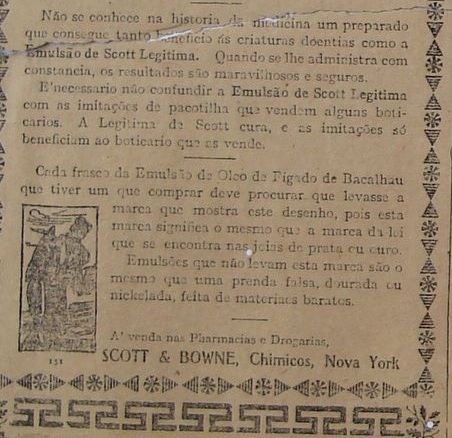 Não se conhece na historia da medicina um preparado
que consegue tanto beneficio ás criaturas doentias como a
Emulsão de Scott Legitima. Quando se lhe administra com
constancia, os resultados são maravilhosos e seguros.
E'necessario não confundir a Emulsão de Scott Legitima
com as imitações de pacotilha que vendem alguns boti-
carios. A Legitima de Scott cura, e as imitações só
beneficiam ao boticario que as vende.
Cada frasco da Emulsão de Oleo de Figado de Bacalhau
que tiver um que comprar deve procurar que levasse a
marca que mostra este desenho, pois esta
marca significa o mesmo que a marca da lei
que se encontra nas joias de prata ou ouro.
Emulsões que não levam esta marca são o
mesmo que uma prenda falsa, dourada ou
nickelada, feita de materiaes baratos.
A' venda nas Pharmacias e Drogarias,
SCOTT & BOWNE, Chimicos, Nova York
151